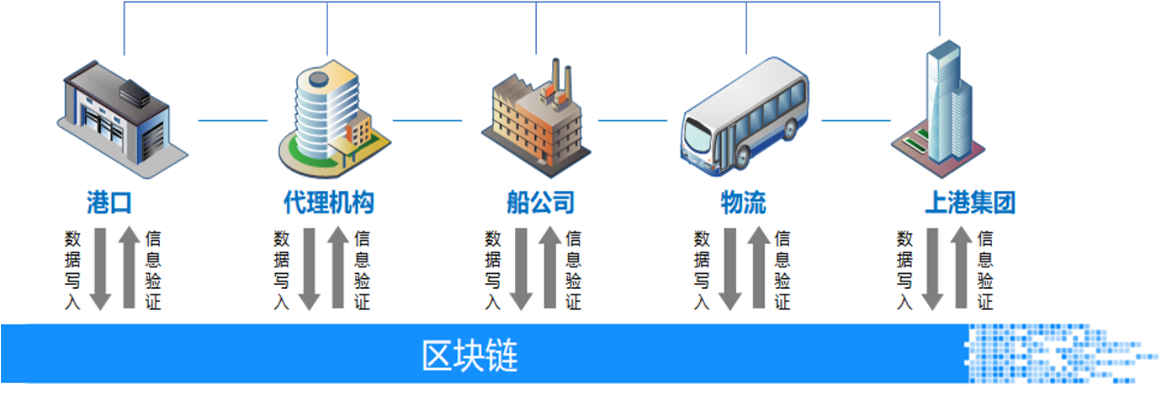 港口
代理机构
船公司
物流
上港集团
数据写入
信息验证
数据写入
信息验证
数据写入
信息验证
数据写入
信息验证
数据写入
信息验证
区块链